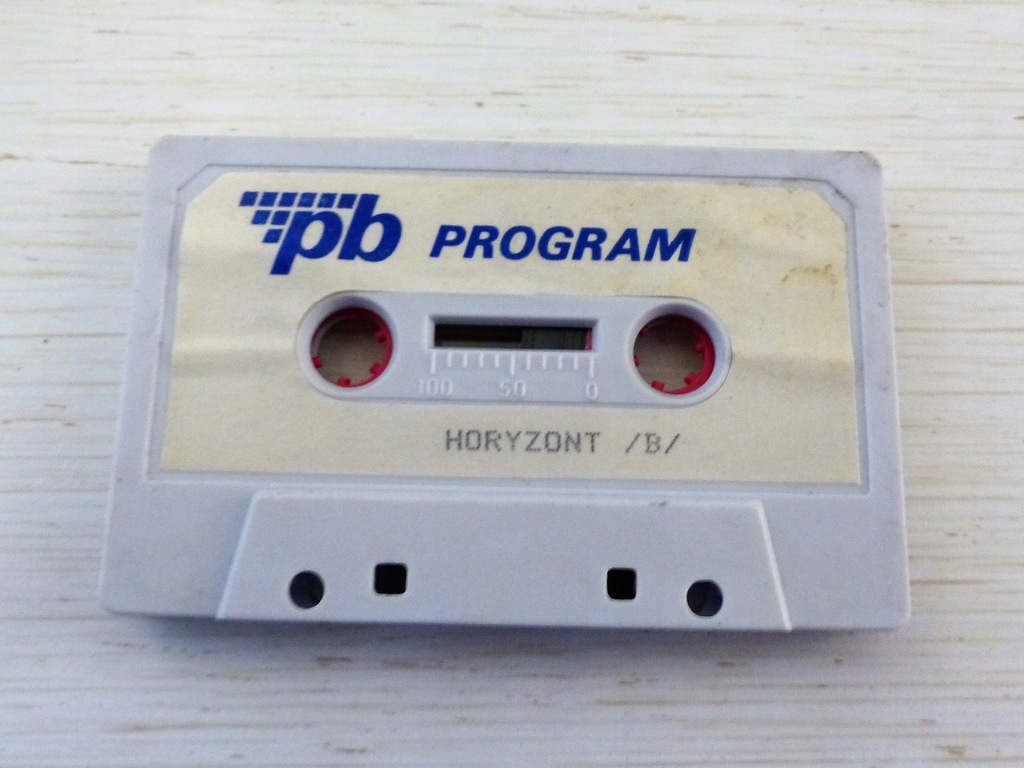 pb PROGRAM
100 50 0
HORYZONT /B/